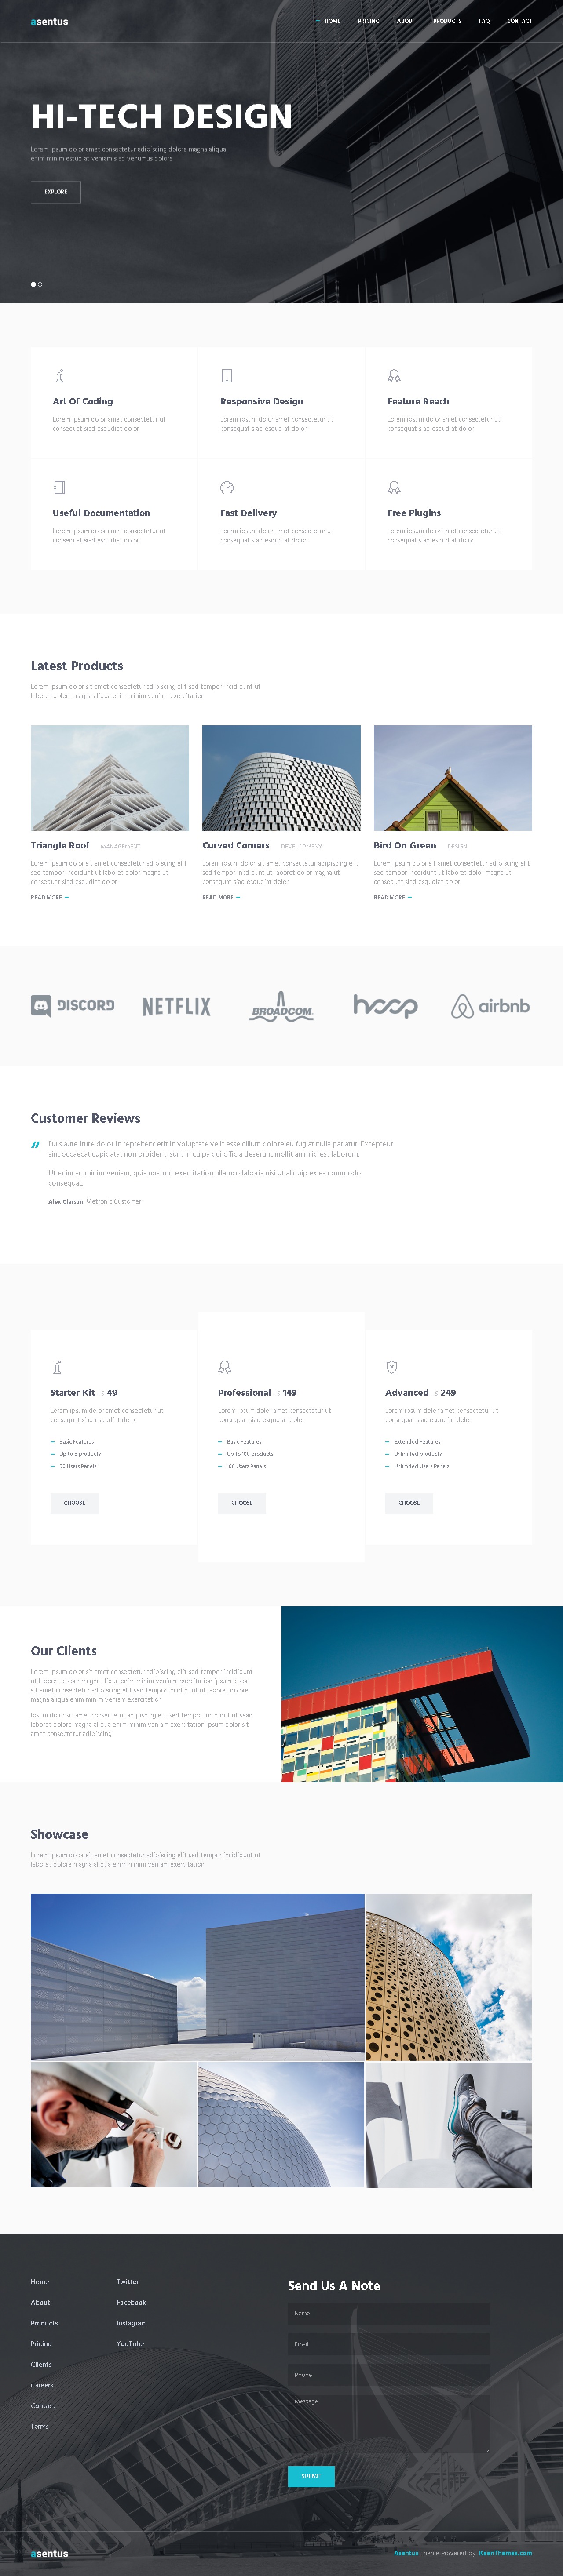 asentus
HOME PRICING ABOUT PRODUCTS FAQ CONTACT
HI-TECH DESIGN
Lorem ipsum dolor amet consectetur adipiscing dolore magna aliqua
enim minim estudiat veniam siad venumus dolore
EXPLORE
Art Of Coding
Lorem ipsum dolor amet consectetur ut
consequat siad esqudiat dolor
Responsive Design
Lorem ipsum dolor amet consectetur ut
consequat siad esqudiat dolor
Feature Reach
Lorem ipsum dolor amet consectetur ut
consequat siad esqudiat dolor
Useful Documentation
Lorem ipsum dolor amet consectetur ut
consequat siad esqudiat dolor
Fast Delivery
Lorem ipsum dolor amet consectetur ut
consequat siad esqudiat dolor
Free Plugins
Lorem ipsum dolor amet consectetur ut
consequat siad esqudiat dolor
Latest Products
Lorem ipsum dolor sit amet consectetur adipiscing elit sed tempor incididunt ut
laboret dolore magna aliqua enim minim veniam exercitation
Triangle Roof MANAGEMENT
Lorem ipsum dolor sit amet consectetur adipiscing elit
sed tempor incdidunt ut laboret dolor magna ut
consequat siad esqudiat dolor
READ MORE
Curved Corners DEVELOPMENY
Lorem ipsum dolor sit amet consectetur adipiscing elit
sed tempor incdidunt ut laboret dolor magna ut
consequat siad esqudiat dolor
READ MORE
Bird On Green DESIGN
Lorem ipsum dolor sit amet consectetur adipiscing elit
sed tempor incdidunt ut laboret dolor magna ut
consequat siad esqudiat dolor
READ MORE
DISCORD
NETFLIX
BROADCOM.
hoop
airbnb
Customer Reviews
Duis aute irure dolor in reprehenderit in voluptate velit esse cillum dolore eu fugiat nulla pariatur. Excepteur
sint occaecat cupidatat non proident, sunt in culpa qui officia deserunt mollit anim id est laborum.
Ut enim ad minim veniam, quis nostrud exercitation ullamco laboris nisi ut aliquip ex ea commodo
consequat.
Alex Clarson, Metronic Customer
Starter Kit - $ 49
Lorem ipsum dolor amet consectetur ut
consequat siad esqudiat dolor
Basic Features
Up to 5 products
50 Users Panels
CHOOSE
Professional - $ 149
Lorem ipsum dolor amet consectetur ut
consequat siad esqudiat dolor
Basic Features
Up to 100 products
100 Users Panels
CHOOSE
Advanced - $ 249
Lorem ipsum dolor amet consectetur ut
consequat siad esqudiat dolor
Extended Features
Unlimited products
Unlimited Users Panels
CHOOSE
Our Clients
Lorem ipsum dolor sit amet consectetur adipiscing elit sed tempor incididunt
ut laboret dolore magna aliqua enim minim veniam exercitation ipsum dolor
sit amet consectetur adipiscing elit sed tempor incididunt ut laboret dolore
magna aliqua enim minim veniam exercitation
Ipsum dolor sit amet consectetur adipiscing elit sed tempor incididut ut sead
laboret dolore magna aliqua enim minim veniam exercitation ipsum dolor sit
amet consectetur adipiscing
Showcase
Lorem ipsum dolor sit amet consectetur adipiscing elit sed tempor incididunt ut
laboret dolore magna aliqua enim minim veniam exercitation
Home
About
Products
Pricing
Clients
Careers
Contact
Terms
Twitter
Facebook
Instagram
YouTube
Send Us A Note
Name
Email
Phone
Message
SUBMIT
asentus
Asentus Theme Powered by: KeenThemes.com